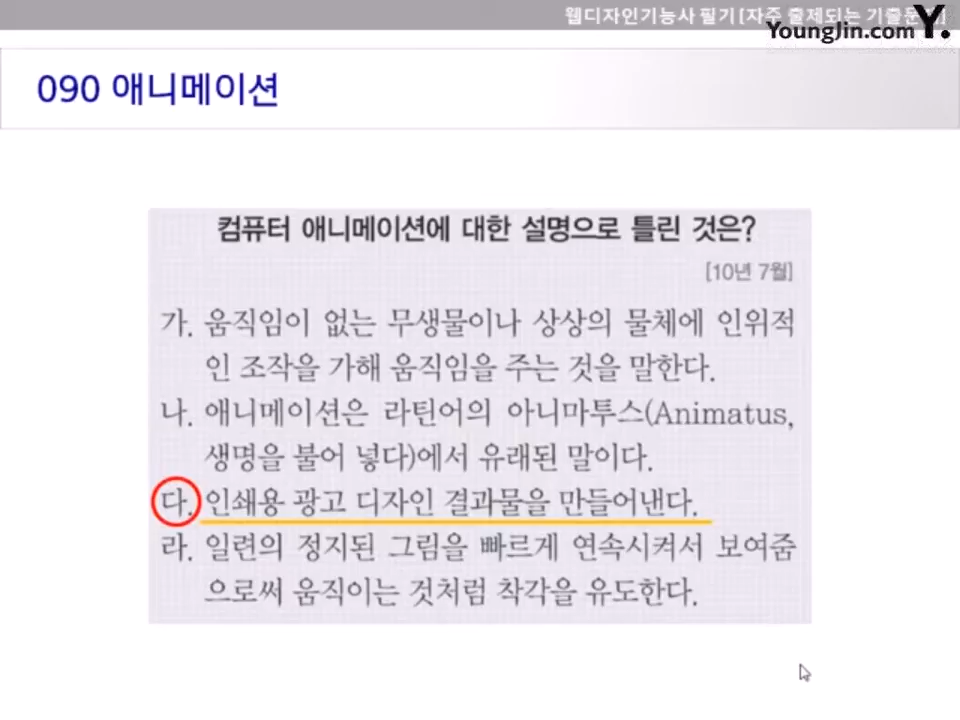 웹디자인기능사 필기 [자주 출제되는 기출문제]
YoungJin.com Y.
090 애니메이션
컴퓨터 애니메이션에 대한 설명으로 틀린 것은?
[10년 7월]
가. 움직임이 없는 무생물이나 상상의 물체에 인위적
인 조작을 가해 움직임을 주는 것을 말한다.
나. 애니메이션은 라틴어의 아니마투스(Animatus,
생명을 불어 넣다)에서 유래된 말이다.
다. 인쇄용 광고 디자인 결과물을 만들어낸다.
라. 일련의 정지된 그림을 빠르게 연속시켜서 보여줌
으로써 움직이는 것처럼 착각을 유도한다.